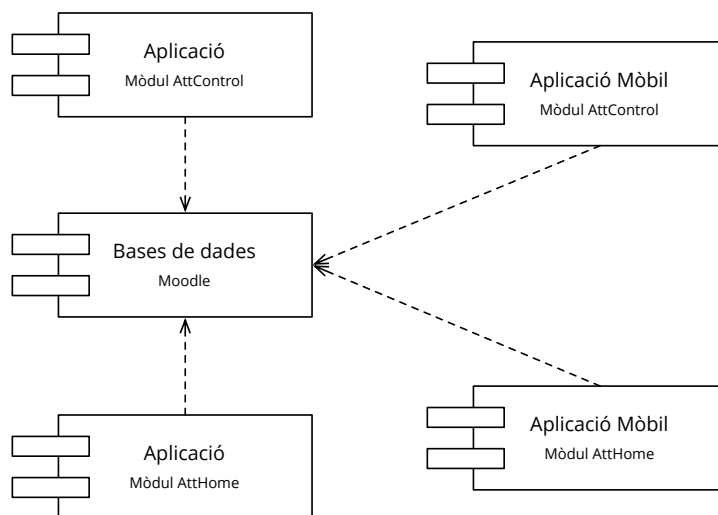 Aplicació
Mòdul AttControl
Aplicació Mòbil
Mòdul AttControl
Bases de dades
Moodle
Aplicació
Mòdul AttHome
Aplicació Mòbil
Mòdul AttHome